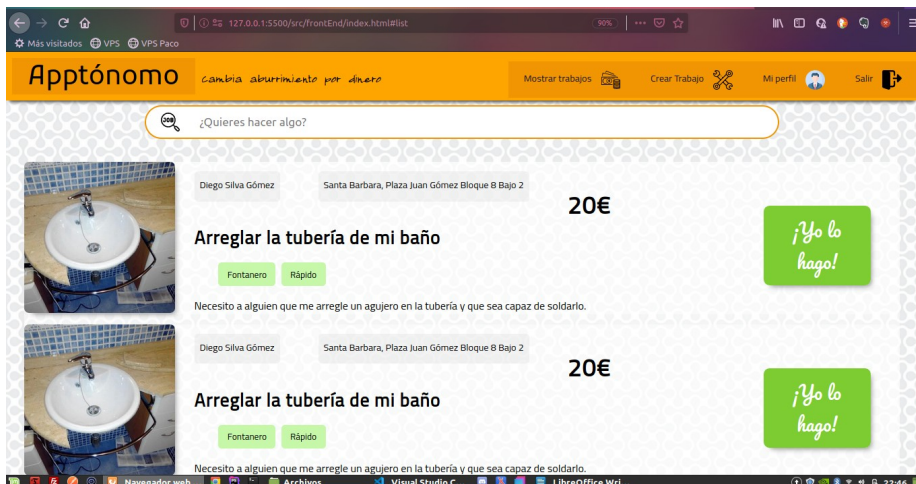 127.0.0.1:5500/src/frontEnd/index.html#list
90%
Más visitados VPS VPS Paco
Apptónomo cambia aburrimiento por dinero Mostrar trabajos Crear Trabajo Mi perfil Salir
JOB ¿Quieres hacer algo?
Diego Silva Gómez Santa Barbara, Plaza Juan Gómez Bloque 8 Bajo 2
20€
¡Yo lo
hago!
Arreglar la tubería de mi baño
Fontanero Rápido
Necesito a alguien que me arregle un agujero en la tubería y que sea capaz de soldarlo.
Diego Silva Gómez Santa Barbara, Plaza Juan Gómez Bloque 8 Bajo 2
20€
¡Yo lo
hago!
Arreglar la tubería de mi baño
Fontanero Rápido
Necesito a alguien que me arregle un agujero en la tubería y que sea capaz de soldarlo.
Navegador web Archivos Visual Studio C LibreOffice Wri 22:46